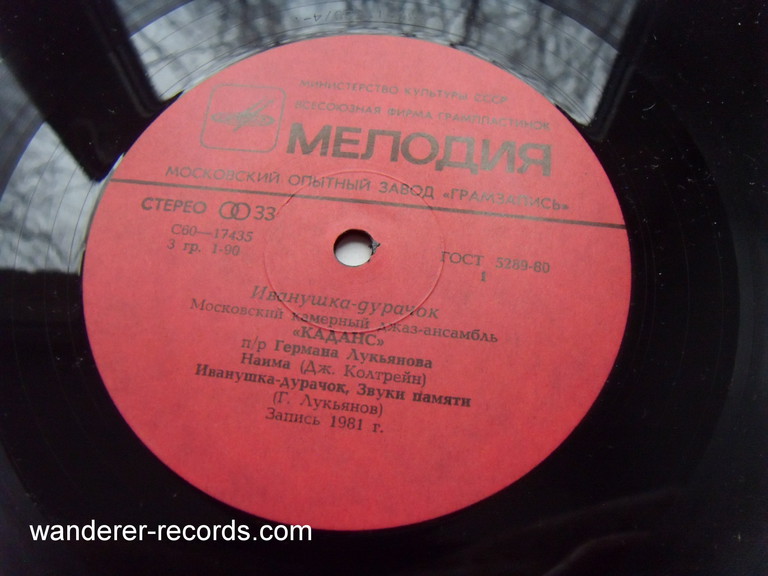 МИНИСТЕРСТВО КУЛЬТУРЫ СССР
ВСЕСОЮЗНАЯ ФИРМА ГРАМПЛАСТИНОК
МЕЛОДИЯ
МОСКОВСКИЙ ОПЫТНЫЙ ЗАВОД «ГРАМЗАПИСЬ»
СТЕРЕО 33
С60—17435
3 гр. 1-90
ГОСТ 5289-80
1
Иванушка-дурачок
Московский камерный джаз-ансамбль
«КАДАНС»
п/р Германа Лукьянова
Наима (Дж. Колтрейн)
Иванушка-дурачок, Звуки памяти
(Г. Лукьянов)
Запись 1981 г.
wanderer-records.com